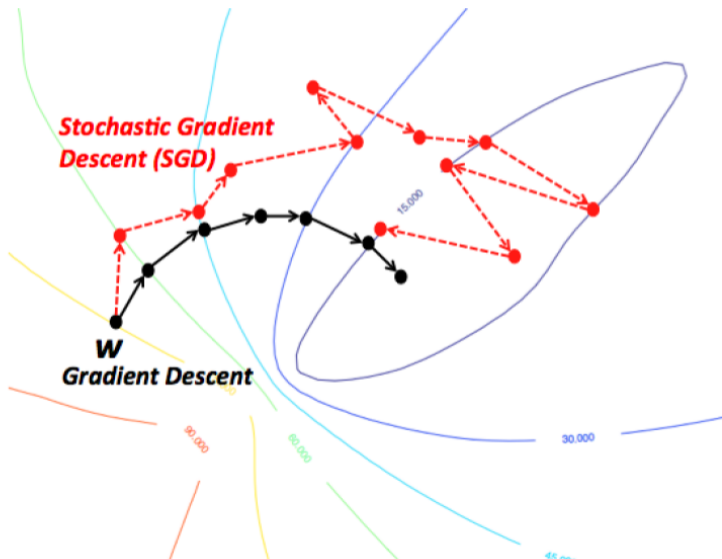 Stochastic Gradient
Descent (SGD)
15.000
W
Gradient Descent
90.000
60.000
30.000